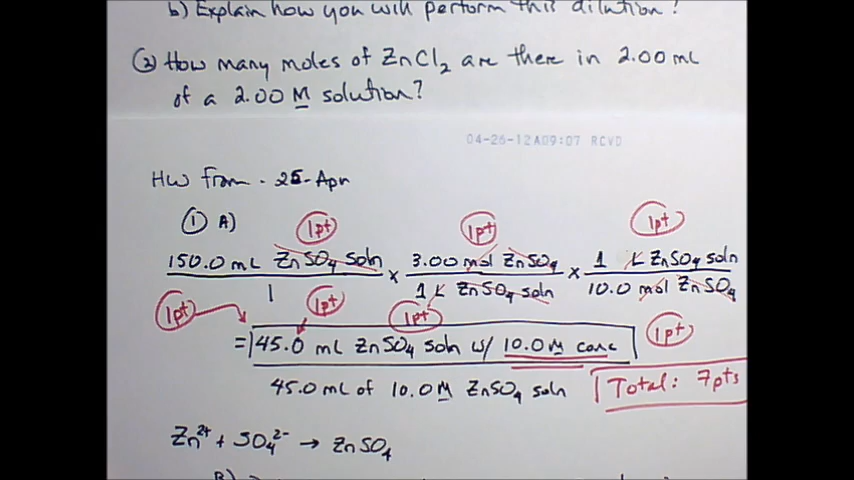 b) Explain how you will perform this dilution?
② How many moles of ZnCl₂ are there in 2.00 mL
of a 2.00 M solution?
04-26-12A09:07 RCVD
HW from - 25-Apr
① A)
1pt 1pt 1pt
150.0 mL ZnSO₄ soln × 3.00 mol ZnSO₄ × 1 L ZnSO₄ soln
1 1 L ZnSO₄ soln 10.0 mol ZnSO₄
1pt 1pt 1pt 1pt
= 45.0 mL ZnSO₄ soln w/ 10.0 M conc
45.0 mL of 10.0 M ZnSO₄ soln
Total: 7pts
Zn²⁺ + SO₄²⁻ → ZnSO₄
B)